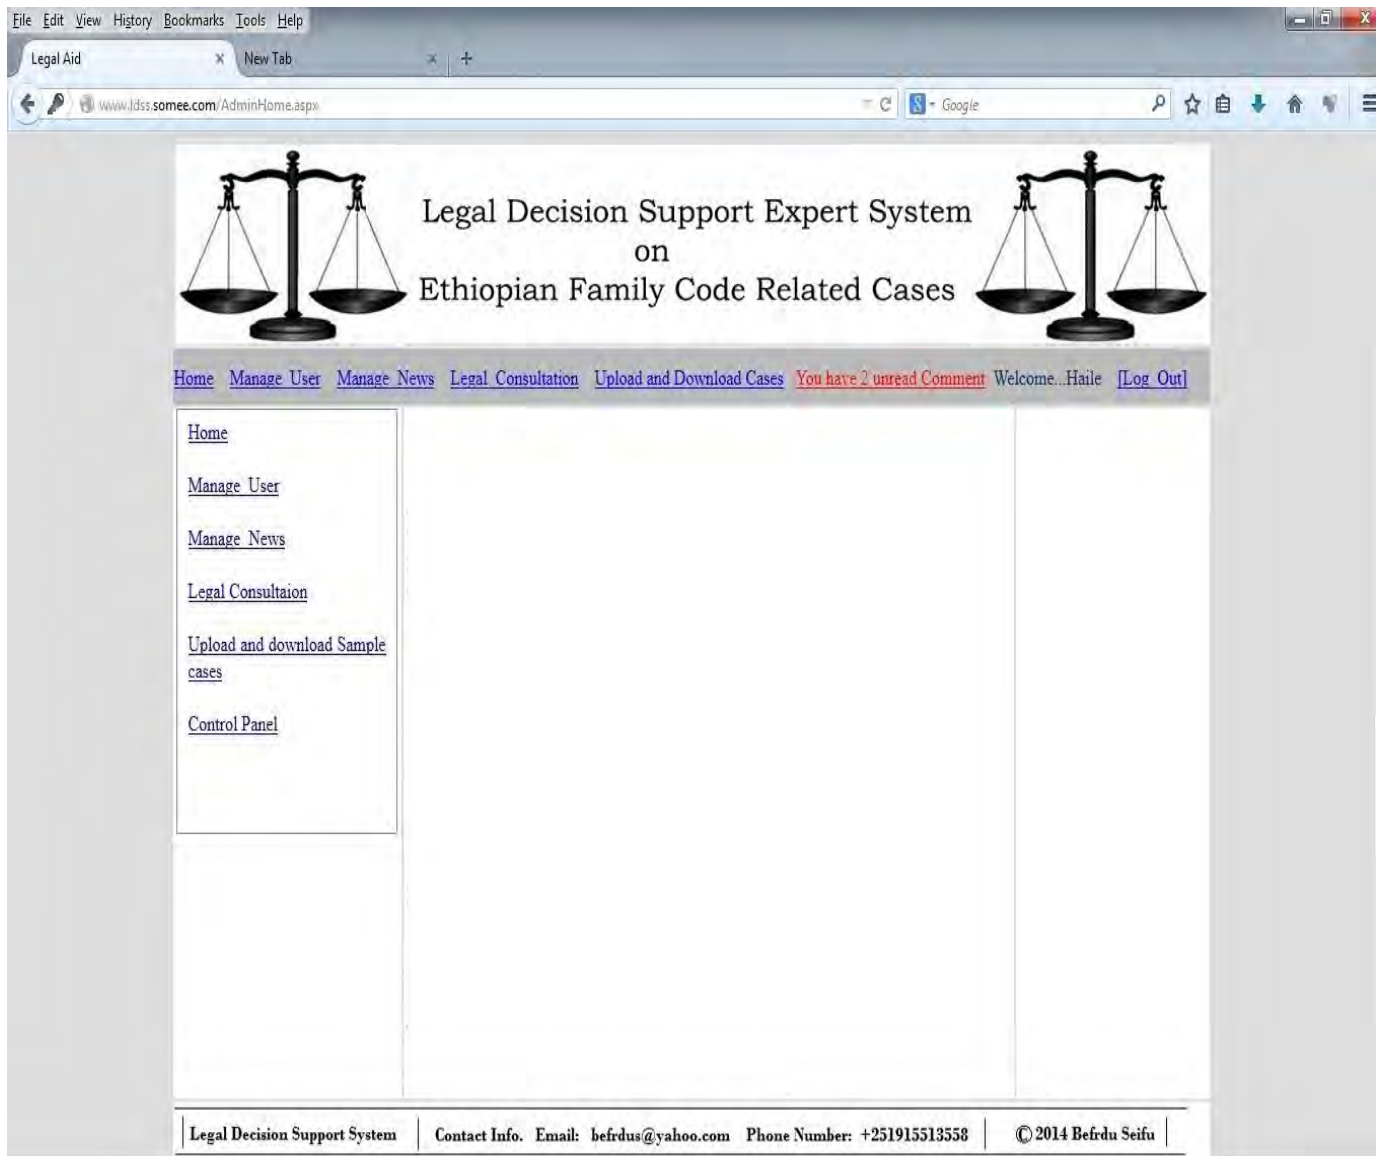 File Edit View History Bookmarks Tools Help
Legal Aid
New Tab
www.ldss.somee.com/AdminHome.aspx
Google
Legal Decision Support Expert System
on
Ethiopian Family Code Related Cases
Home Manage User Manage News Legal Consultation Upload and Download Cases You have 2 unread Comment Welcome...Haile [Log Out]
Home
Manage User
Manage News
Legal Consultaion
Upload and download Sample
cases
Control Panel
Legal Decision Support System Contact Info. Email: befrdus@yahoo.com Phone Number: +251915513558 © 2014 Befrdu Seifu